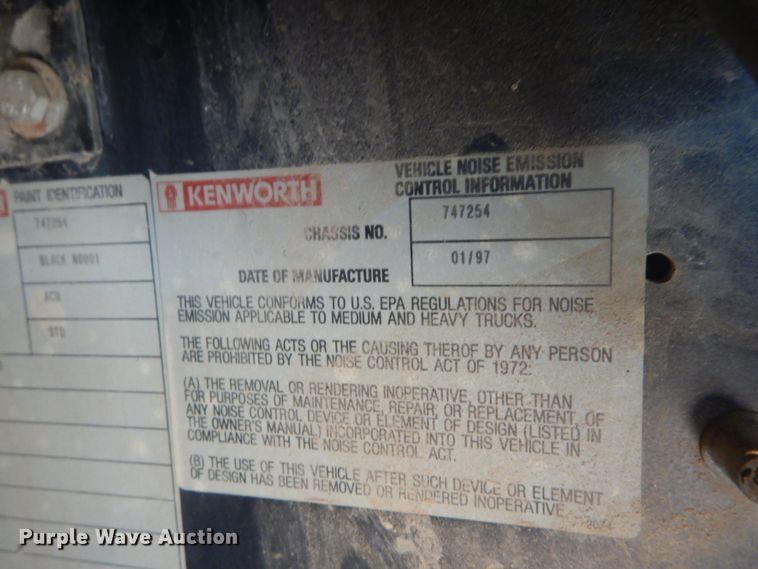 PAINT IDENTIFICATION
747254
BLACK N0001
STD
KENWORTH
VEHICLE NOISE EMISSION
CONTROL INFORMATION
CHASSIS NO.
747254
DATE OF MANUFACTURE
01/97
THIS VEHICLE CONFORMS TO U.S. EPA REGULATIONS FOR NOISE
EMISSION APPLICABLE TO MEDIUM AND HEAVY TRUCKS.
THE FOLLOWING ACTS OR THE CAUSING THEROF BY ANY PERSON
ARE PROHIBITED BY THE NOISE CONTROL ACT OF 1972:
(A) THE REMOVAL OR RENDERING INOPERATIVE, OTHER THAN
FOR PURPOSES OF MAINTENANCE, REPAIR, OR REPLACEMENT, OF
ANY NOISE CONTROL DEVICE OR ELEMENT OF DESIGN (LISTED IN
THE OWNER'S MANUAL) INCORPORATED INTO THIS VEHICLE IN
COMPLIANCE WITH THE NOISE CONTROL ACT.
(B) THE USE OF THIS VEHICLE AFTER SUCH DEVICE OR ELEMENT
OF DESIGN HAS BEEN REMOVED OR RENDERED INOPERATIVE.
Purple Wave Auction